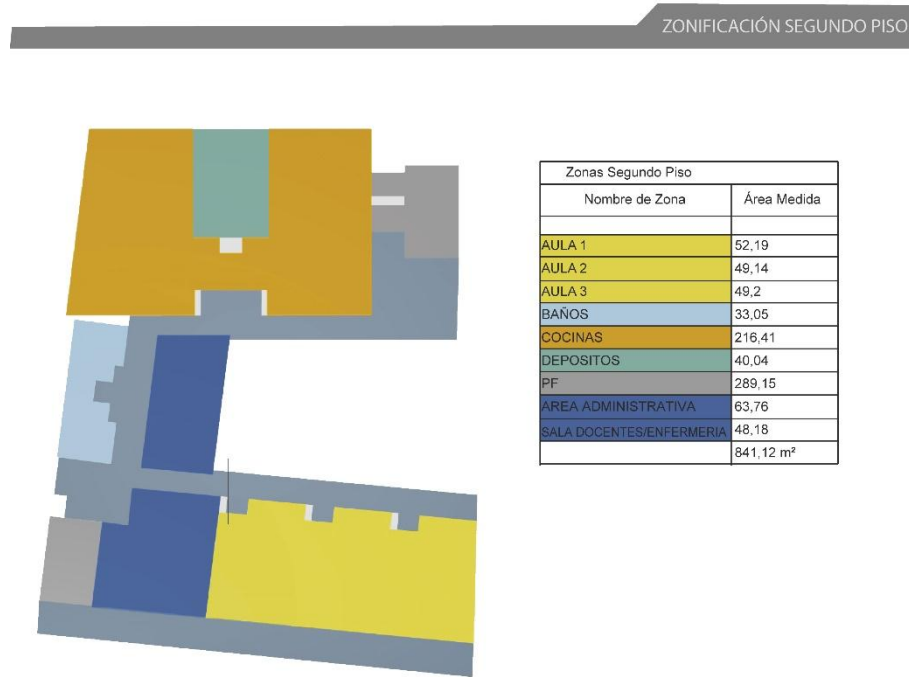 ZONIFICACIÓN SEGUNDO PISO
Zonas Segundo Piso
Nombre de Zona Área Medida
AULA 1 52,19
AULA 2 49,14
AULA 3 49,2
BAÑOS 33,05
COCINAS 216,41
DEPOSITOS 40,04
PF 289,15
AREA ADMINISTRATIVA 63,76
SALA DOCENTES/ENFERMERIA 48,18
841,12 m²